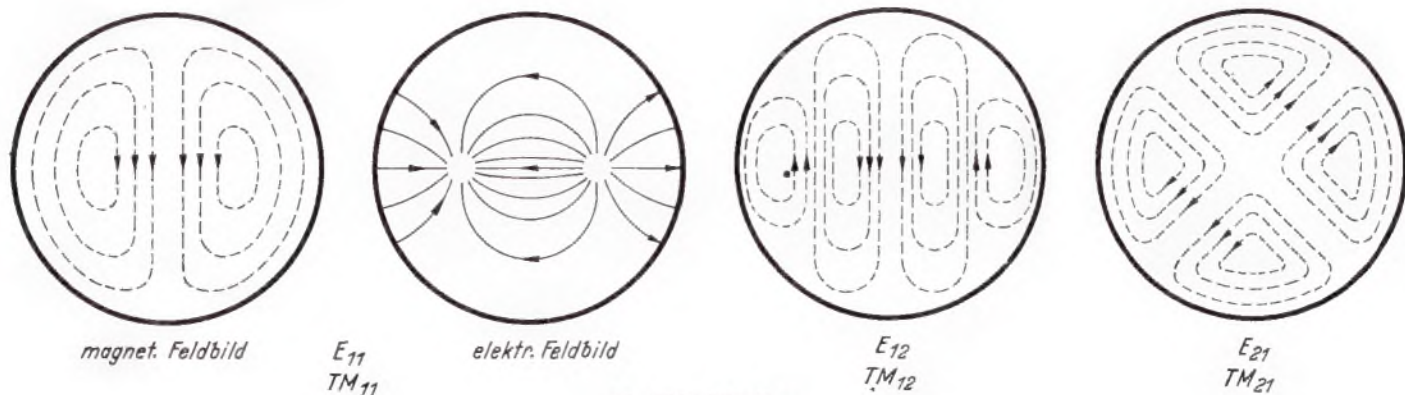 magnet. Feldbild
E11
TM11
elektr. Feldbild
E12
TM12
E21
TM21